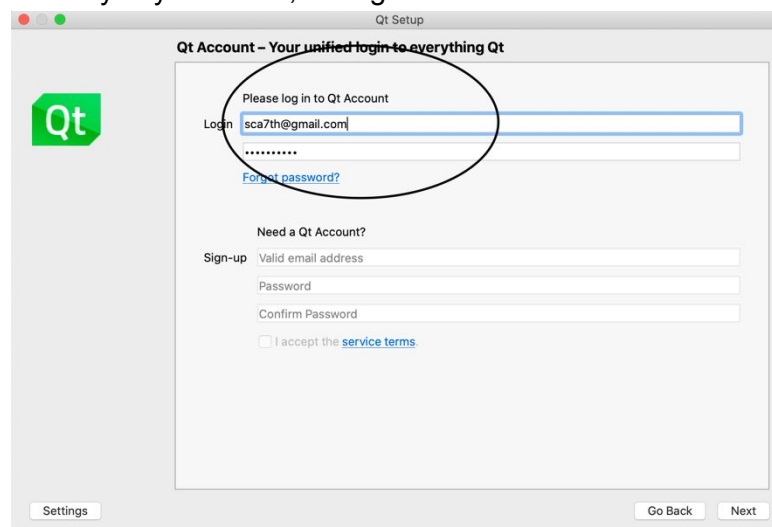 Qt Setup
Qt Account – Your unified login to everything Qt
Qt
Please log in to Qt Account
Login sca7th@gmail.com
••••••••••
Forgot password?
Need a Qt Account?
Sign-up Valid email address
Password
Confirm Password
I accept the service terms.
Settings Go Back Next